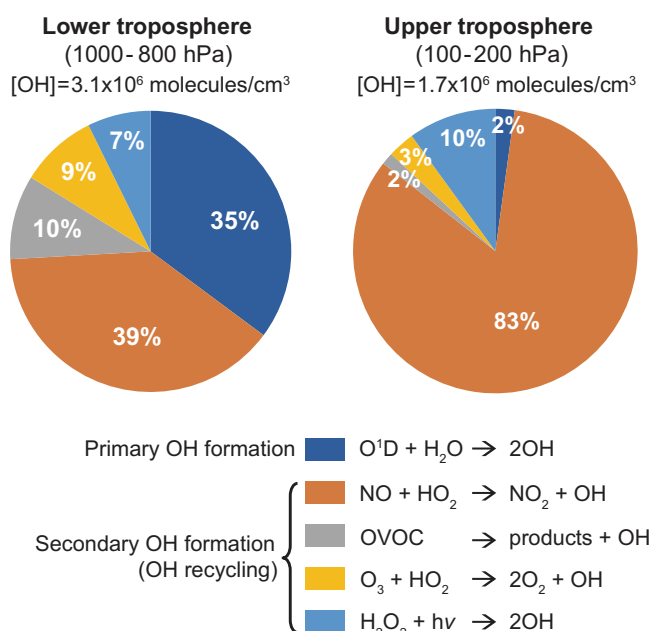 Lower troposphere
(1000-800 hPa)
[OH]=3.1x10⁶ molecules/cm³
Upper troposphere
(100-200 hPa)
[OH]=1.7x10⁶ molecules/cm³
7%
9%
10%
35%
39%
2%
10%
3%
2%
83%
Primary OH formation O¹D + H₂O → 2OH
NO + HO₂ → NO₂ + OH
OVOC → products + OH
Secondary OH formation
(OH recycling)
O₃ + HO₂ → 2O₂ + OH
H₂O₂ + hv → 2OH